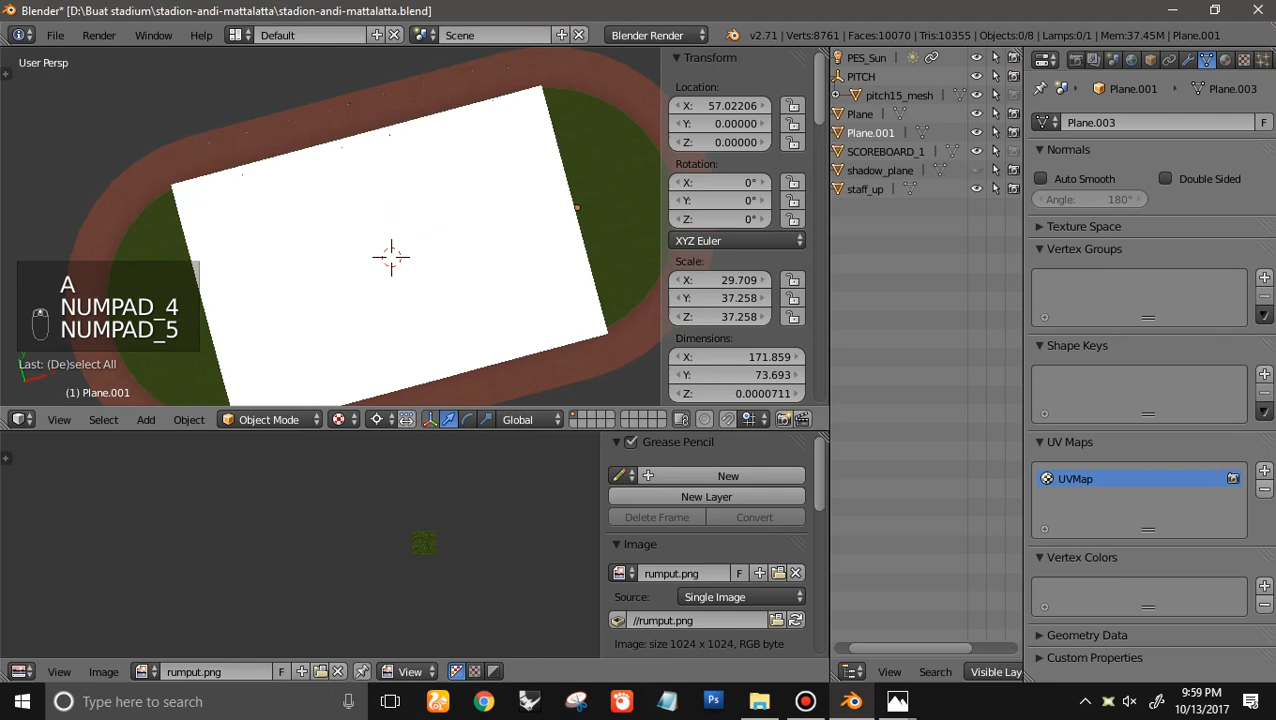 Blender* [D:\Buat stadium\stadion-andi-mattalatta\stadion-andi-mattalatta.blend]
File Render Window Help Default Scene Blender Render v2.71 | Verts:8761 | Faces:10070 | Tris:10355 | Objects:0/8 | Lamps:0/1 | Mem:37.45M | Plane.001
User Persp
A
NUMPAD_4
NUMPAD_5
Last: (De)select All
(1) Plane.001
Transform
Location:
X: 57.02206
Y: 0.00000
Z: 0.00000
Rotation:
X: 0°
Y: 0°
Z: 0°
XYZ Euler
Scale:
X: 29.709
Y: 37.258
Z: 37.258
Dimensions:
X: 171.859
Y: 73.693
Z: 0.0000711
PES_Sun
PITCH
pitch15_mesh
Plane
Plane.001
SCOREBOARD_1
shadow_plane
staff_up
Plane.001 Plane.003
Plane.003 F
Normals
Auto Smooth Double Sided
Angle: 180°
Texture Space
Vertex Groups
Shape Keys
UV Maps
UVMap
Vertex Colors
Geometry Data
Custom Properties
View Select Add Object Object Mode Global
Grease Pencil
New
New Layer
Delete Frame Convert
Image
rumput.png F
Source: Single Image
//rumput.png
Image: size 1024 x 1024, RGB byte
View Image rumput.png F View
View Search Visible Lay
Type here to search
Ps
9:59 PM
10/13/2017